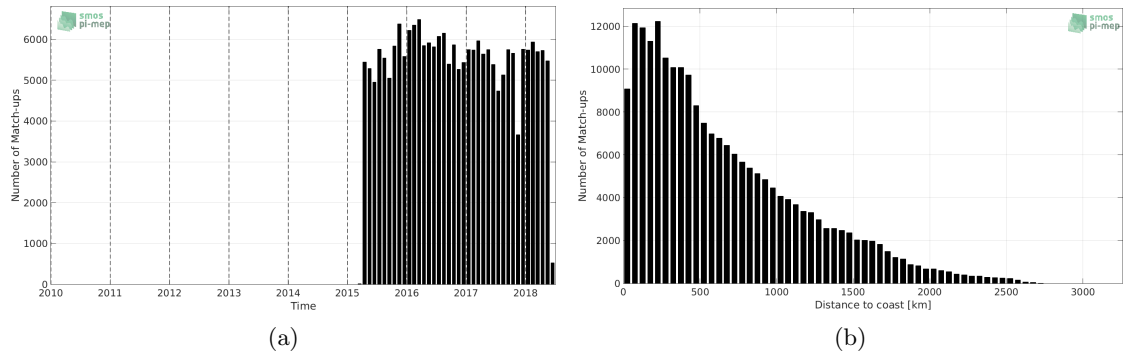 smos
pi-mep
Number of Match-ups
6000
5000
4000
3000
2000
1000
0
2010 2011 2012 2013 2014 2015 2016 2017 2018
Time
(a)
smos
pi-mep
Number of Match-ups
12000
10000
8000
6000
4000
2000
0
0 500 1000 1500 2000 2500 3000
Distance to coast [km]
(b)